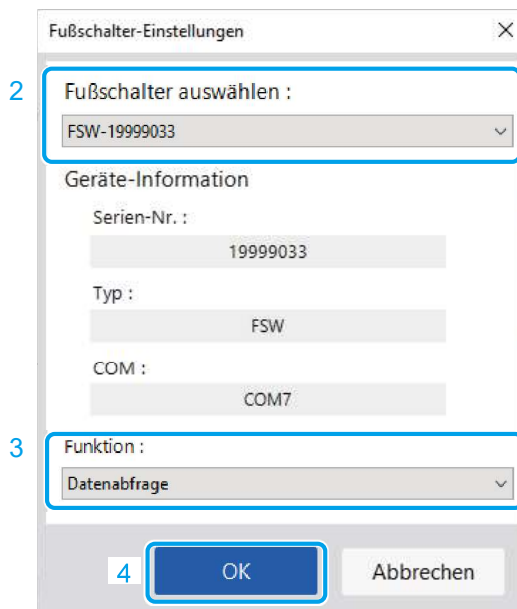 Fußschalter-Einstellungen
2
Fußschalter auswählen :
FSW-19999033
Geräte-Information
Serien-Nr. :
19999033
Typ :
FSW
COM :
COM7
3
Funktion :
Datenabfrage
4
OK
Abbrechen